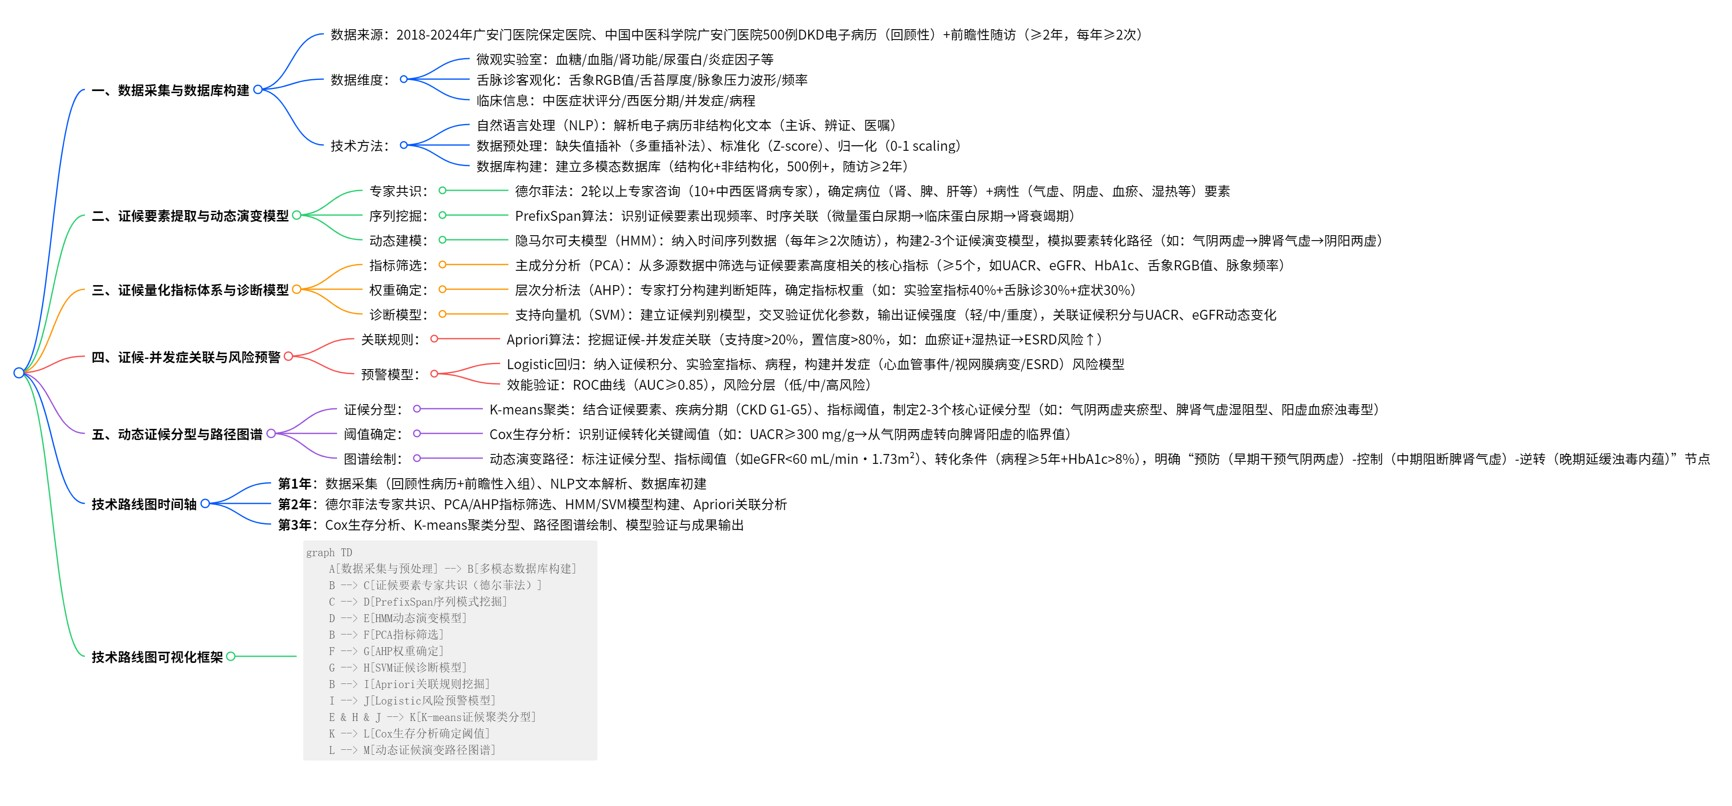 一、数据采集与数据库构建
数据来源：2018-2024年广安门医院保定医院、中国中医科学院广安门医院500例DKD电子病历（回顾性）+前瞻性随访（≥2年，每年≥2次）
数据维度：
微观实验室：血糖/血脂/肾功能/尿蛋白/炎症因子等
舌脉诊客观化：舌象RGB值/舌苔厚度/脉象压力波形/频率
临床信息：中医症状评分/西医分期/并发症/病程
技术方法：
自然语言处理（NLP）：解析电子病历非结构化文本（主诉、辨证、医嘱）
数据预处理：缺失值插补（多重插补法）、标准化（Z-score）、归一化（0-1 scaling）
数据库构建：建立多模态数据库（结构化+非结构化，500例+，随访≥2年）
二、证候要素提取与动态演变模型
专家共识：
德尔菲法：2轮以上专家咨询（10+中西医肾病专家），确定病位（肾、脾、肝等）+病性（气虚、阴虚、血瘀、湿热等）要素
序列挖掘：
PrefixSpan算法：识别证候要素出现频率、时序关联（微量蛋白尿期→临床蛋白尿期→肾衰竭期）
动态建模：
隐马尔可夫模型（HMM）：纳入时间序列数据（每年≥2次随访），构建2-3个证候演变模型，模拟要素转化路径（如：气阴两虚→脾肾气虚→阴阳两虚）
三、证候量化指标体系与诊断模型
指标筛选：
主成分分析（PCA）：从多源数据中筛选与证候要素高度相关的核心指标（≥5个，如UACR、eGFR、HbA1c、舌象RGB值、脉象频率）
权重确定：
层次分析法（AHP）：专家打分构建判断矩阵，确定指标权重（如：实验室指标40%+舌脉诊30%+症状30%）
诊断模型：
支持向量机（SVM）：建立证候判别模型，交叉验证优化参数，输出证候强度（轻/中/重度），关联证候积分与UACR、eGFR动态变化
四、证候-并发症关联与风险预警
关联规则：
Apriori算法：挖掘证候-并发症关联（支持度>20%，置信度>80%，如：血瘀证+湿热证→ESRD风险↑）
预警模型：
Logistic回归：纳入证候积分、实验室指标、病程，构建并发症（心血管事件/视网膜病变/ESRD）风险模型
效能验证：ROC曲线（AUC≥0.85），风险分层（低/中/高风险）
五、动态证候分型与路径图谱
证候分型：
K-means聚类：结合证候要素、疾病分期（CKD G1-G5）、指标阈值，制定2-3个核心证候分型（如：气阴两虚夹瘀型、脾肾气虚湿阻型、阳虚血瘀浊毒型）
阈值确定：
Cox生存分析：识别证候转化关键阈值（如：UACR≥300 mg/g→从气阴两虚转向脾肾阳虚的临界值）
图谱绘制：
动态演变路径：标注证候分型、指标阈值（如eGFR<60 mL/min·1.73m²）、转化条件（病程≥5年+HbA1c>8%），明确“预防（早期干预气阴两虚）-控制（中期阻断脾肾气虚）-逆转（晚期延缓浊毒内蕴）”节点
技术路线图时间轴
第1年：数据采集（回顾性病历+前瞻性入组）、NLP文本解析、数据库初建
第2年：德尔菲法专家共识、PCA/AHP指标筛选、HMM/SVM模型构建、Apriori关联分析
第3年：Cox生存分析、K-means聚类分型、路径图谱绘制、模型验证与成果输出
技术路线图可视化框架
graph TD
A[数据采集与预处理] --> B[多模态数据库构建]
B --> C[证候要素专家共识（德尔菲法）]
C --> D[PrefixSpan序列模式挖掘]
D --> E[HMM动态演变模型]
B --> F[PCA指标筛选]
F --> G[AHP权重确定]
G --> H[SVM证候诊断模型]
B --> I[Apriori关联规则挖掘]
I --> J[Logistic风险预警模型]
E & H & J --> K[K-means证候聚类分型]
K --> L[Cox生存分析确定阈值]
L --> M[动态证候演变路径图谱]